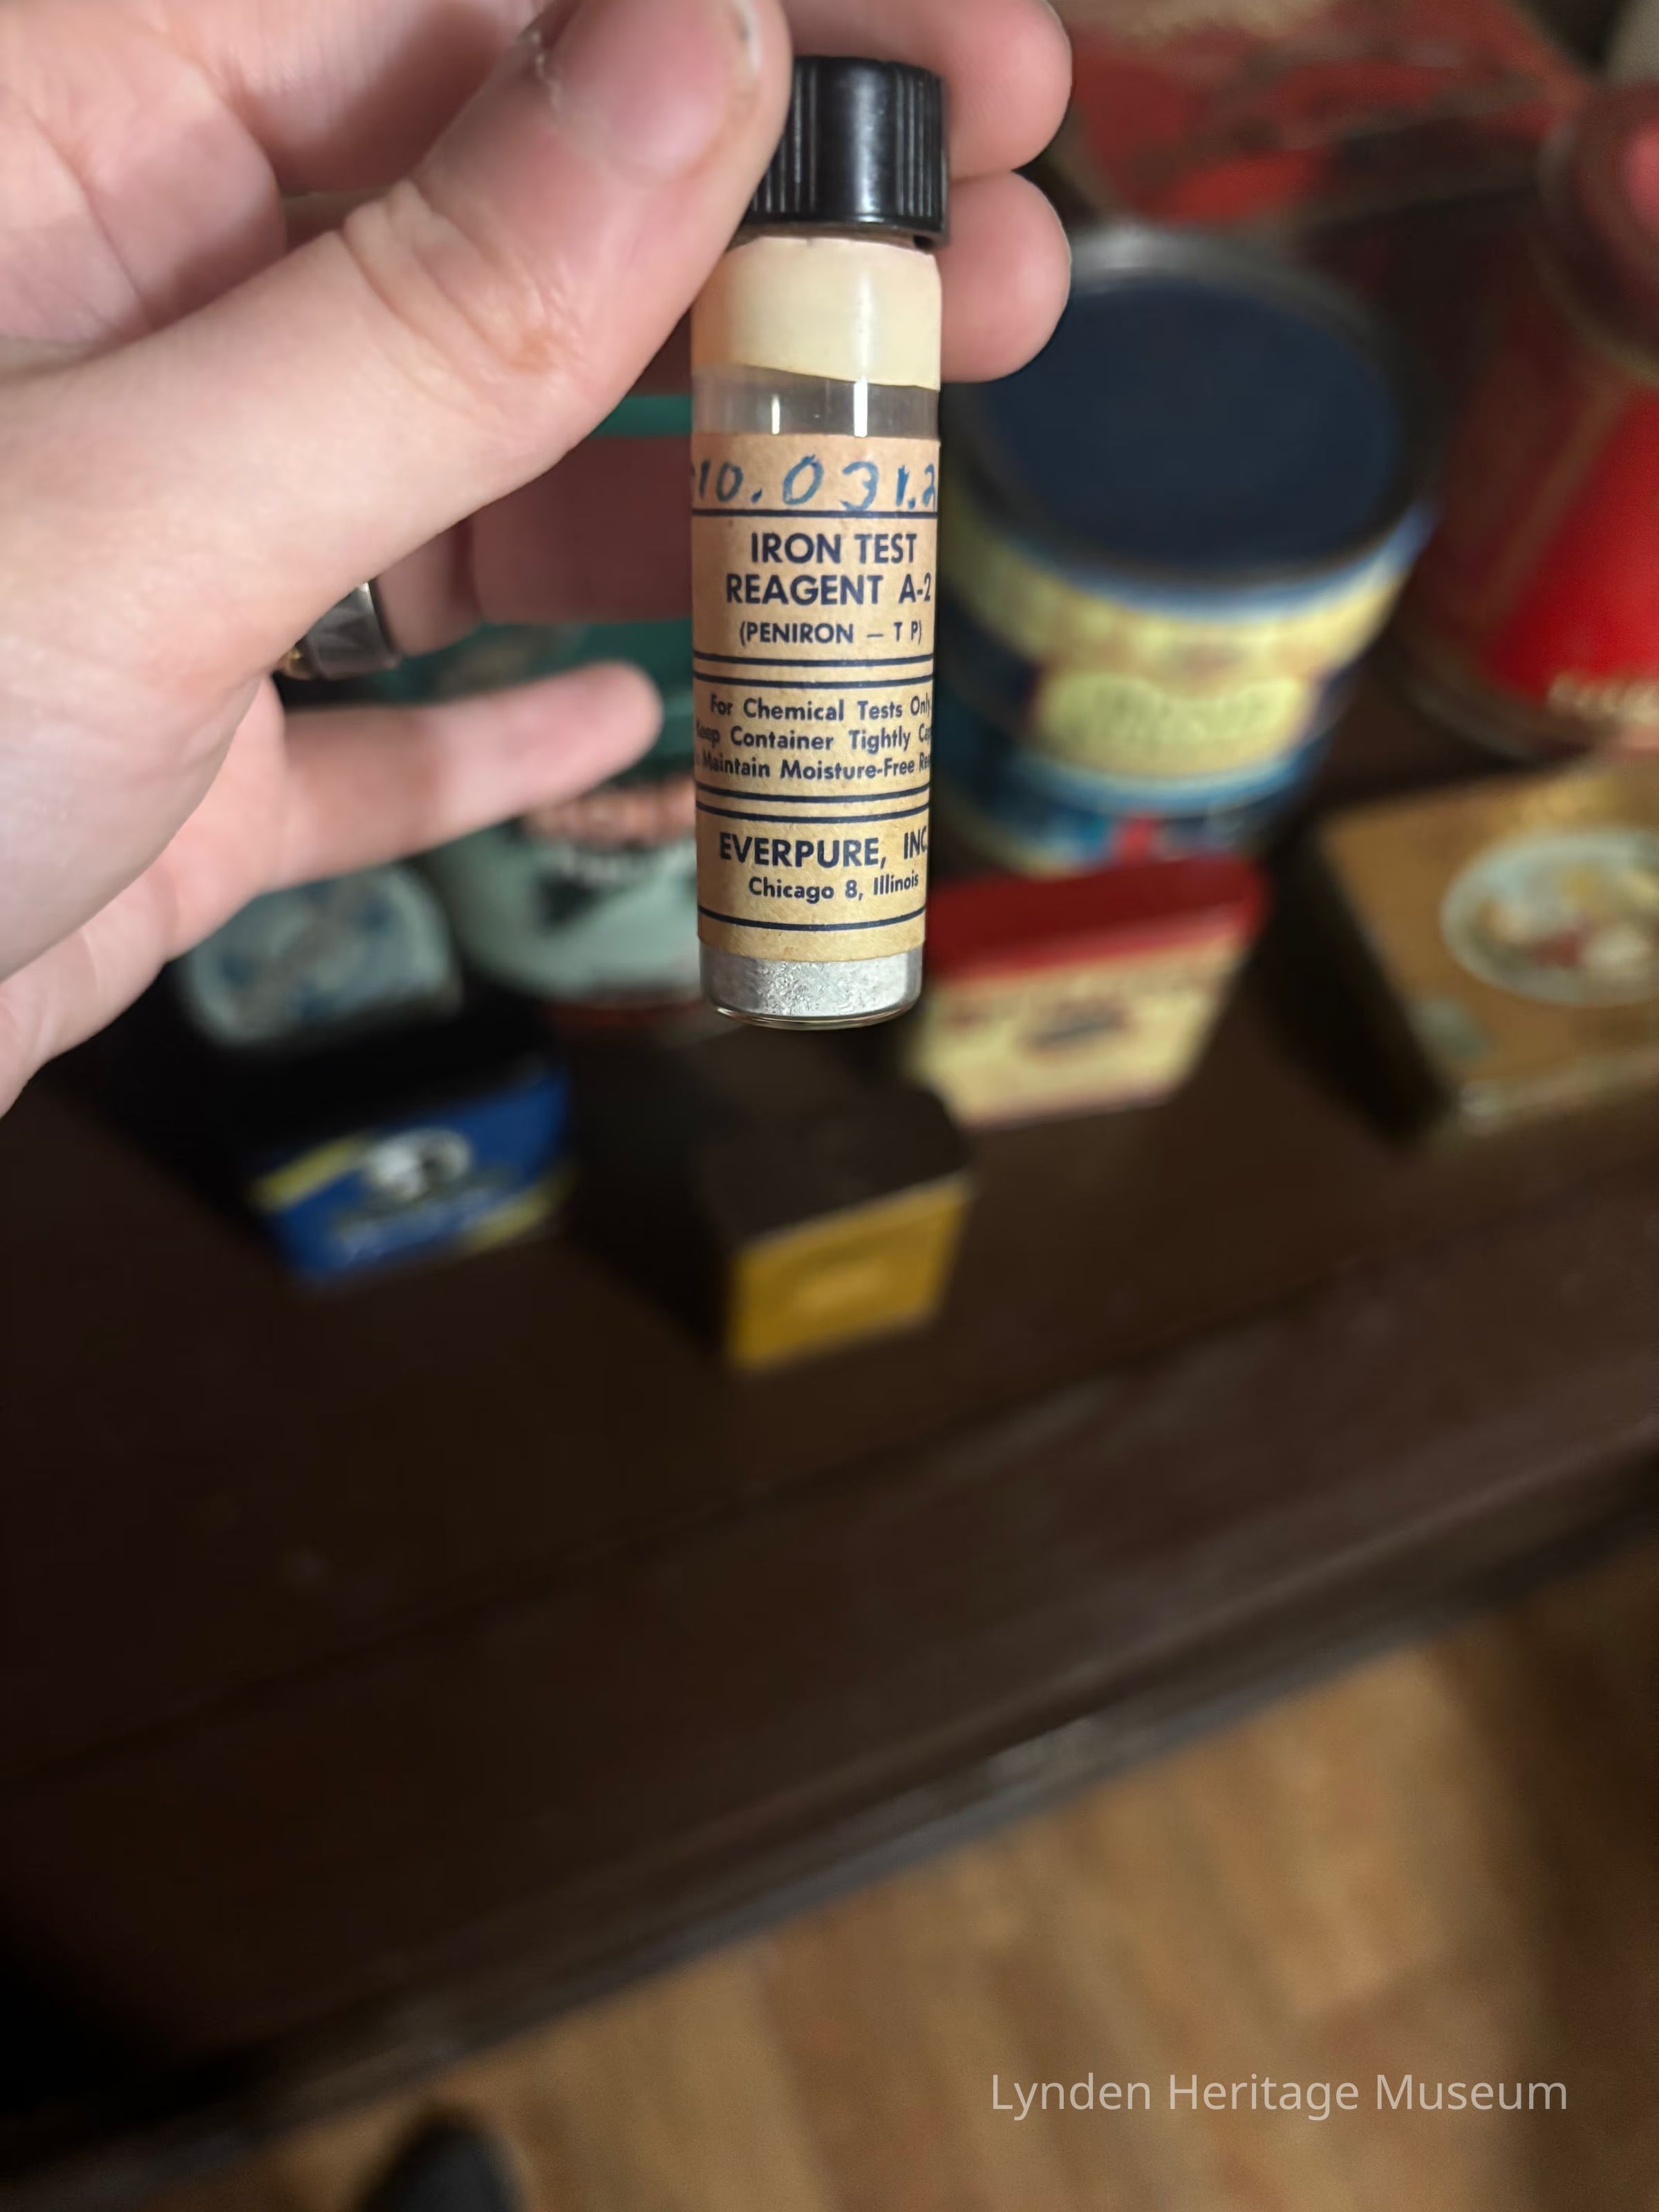 10.031.2
IRON TEST
REAGENT A-2
(PENIRON — T P)
For Chemical Tests Only
Container Tightly
Maintain Moisture-Free
EVERPURE, INC.
Chicago 8, Illinois
Lynden Heritage Museum